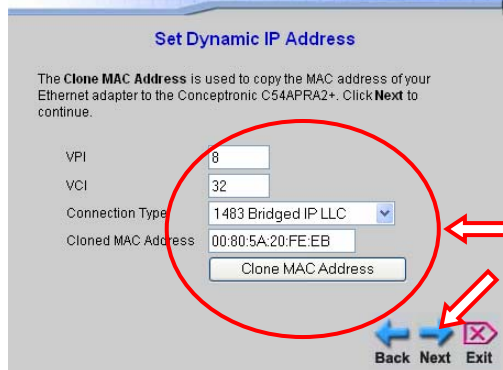 Set Dynamic IP Address
The Clone MAC Address is used to copy the MAC address of your
Ethernet adapter to the Conceptronic C54APRA2+. Click Next to
continue.
VPI 8
VCI 32
Connection Type 1483 Bridged IP LLC
Cloned MAC Address 00:80:5A:20:FE:EB
Clone MAC Address
Back Next Exit